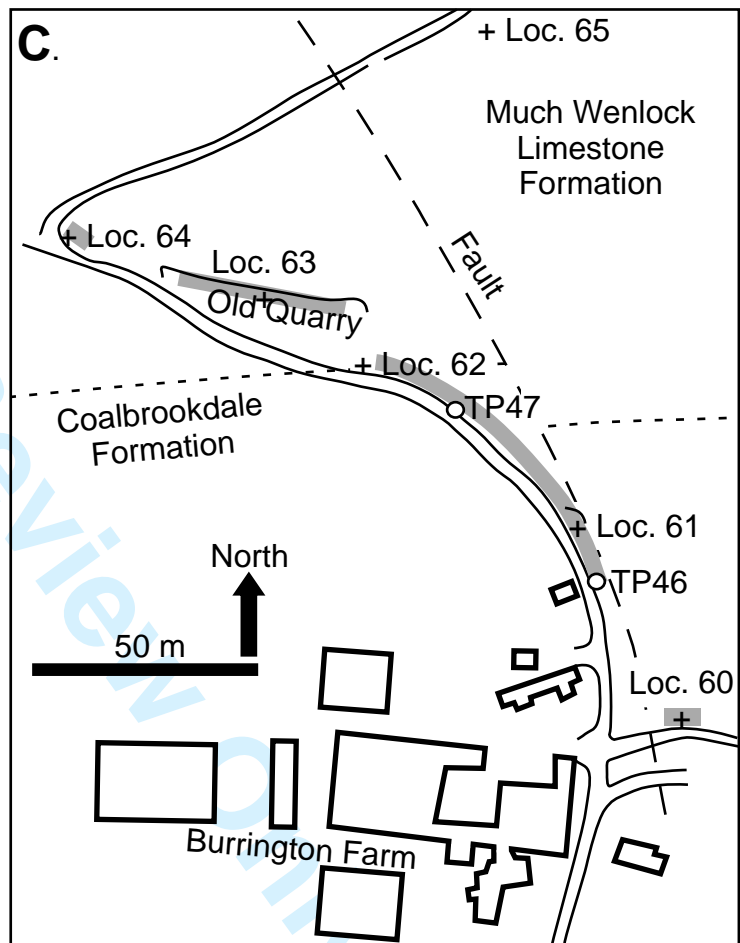 C.
+ Loc. 65
Much Wenlock
Limestone
Formation
+ Loc. 64
Loc. 63
Old Quarry
Fault
+ Loc. 62
TP47
Coalbrookdale
Formation
+ Loc. 61
North
TP46
50 m
Loc. 60
Burrington Farm